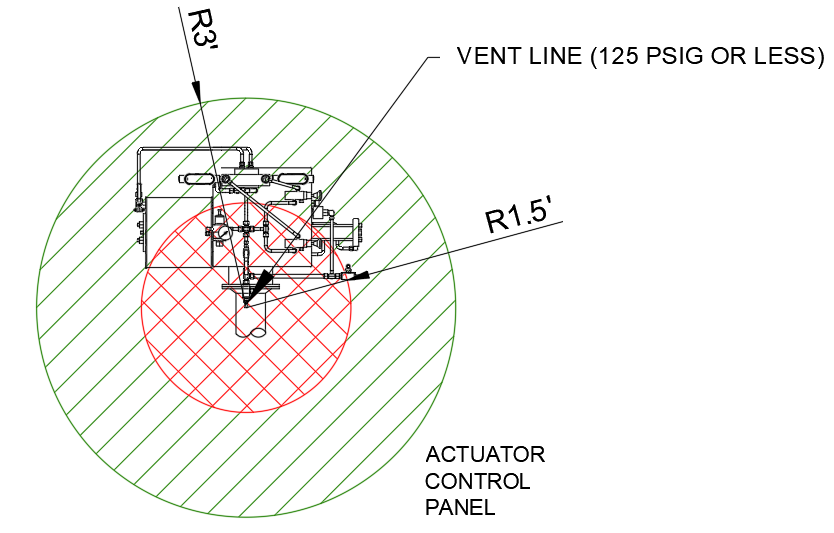 R3'
VENT LINE (125 PSIG OR LESS)
R1.5'
ACTUATOR
CONTROL
PANEL